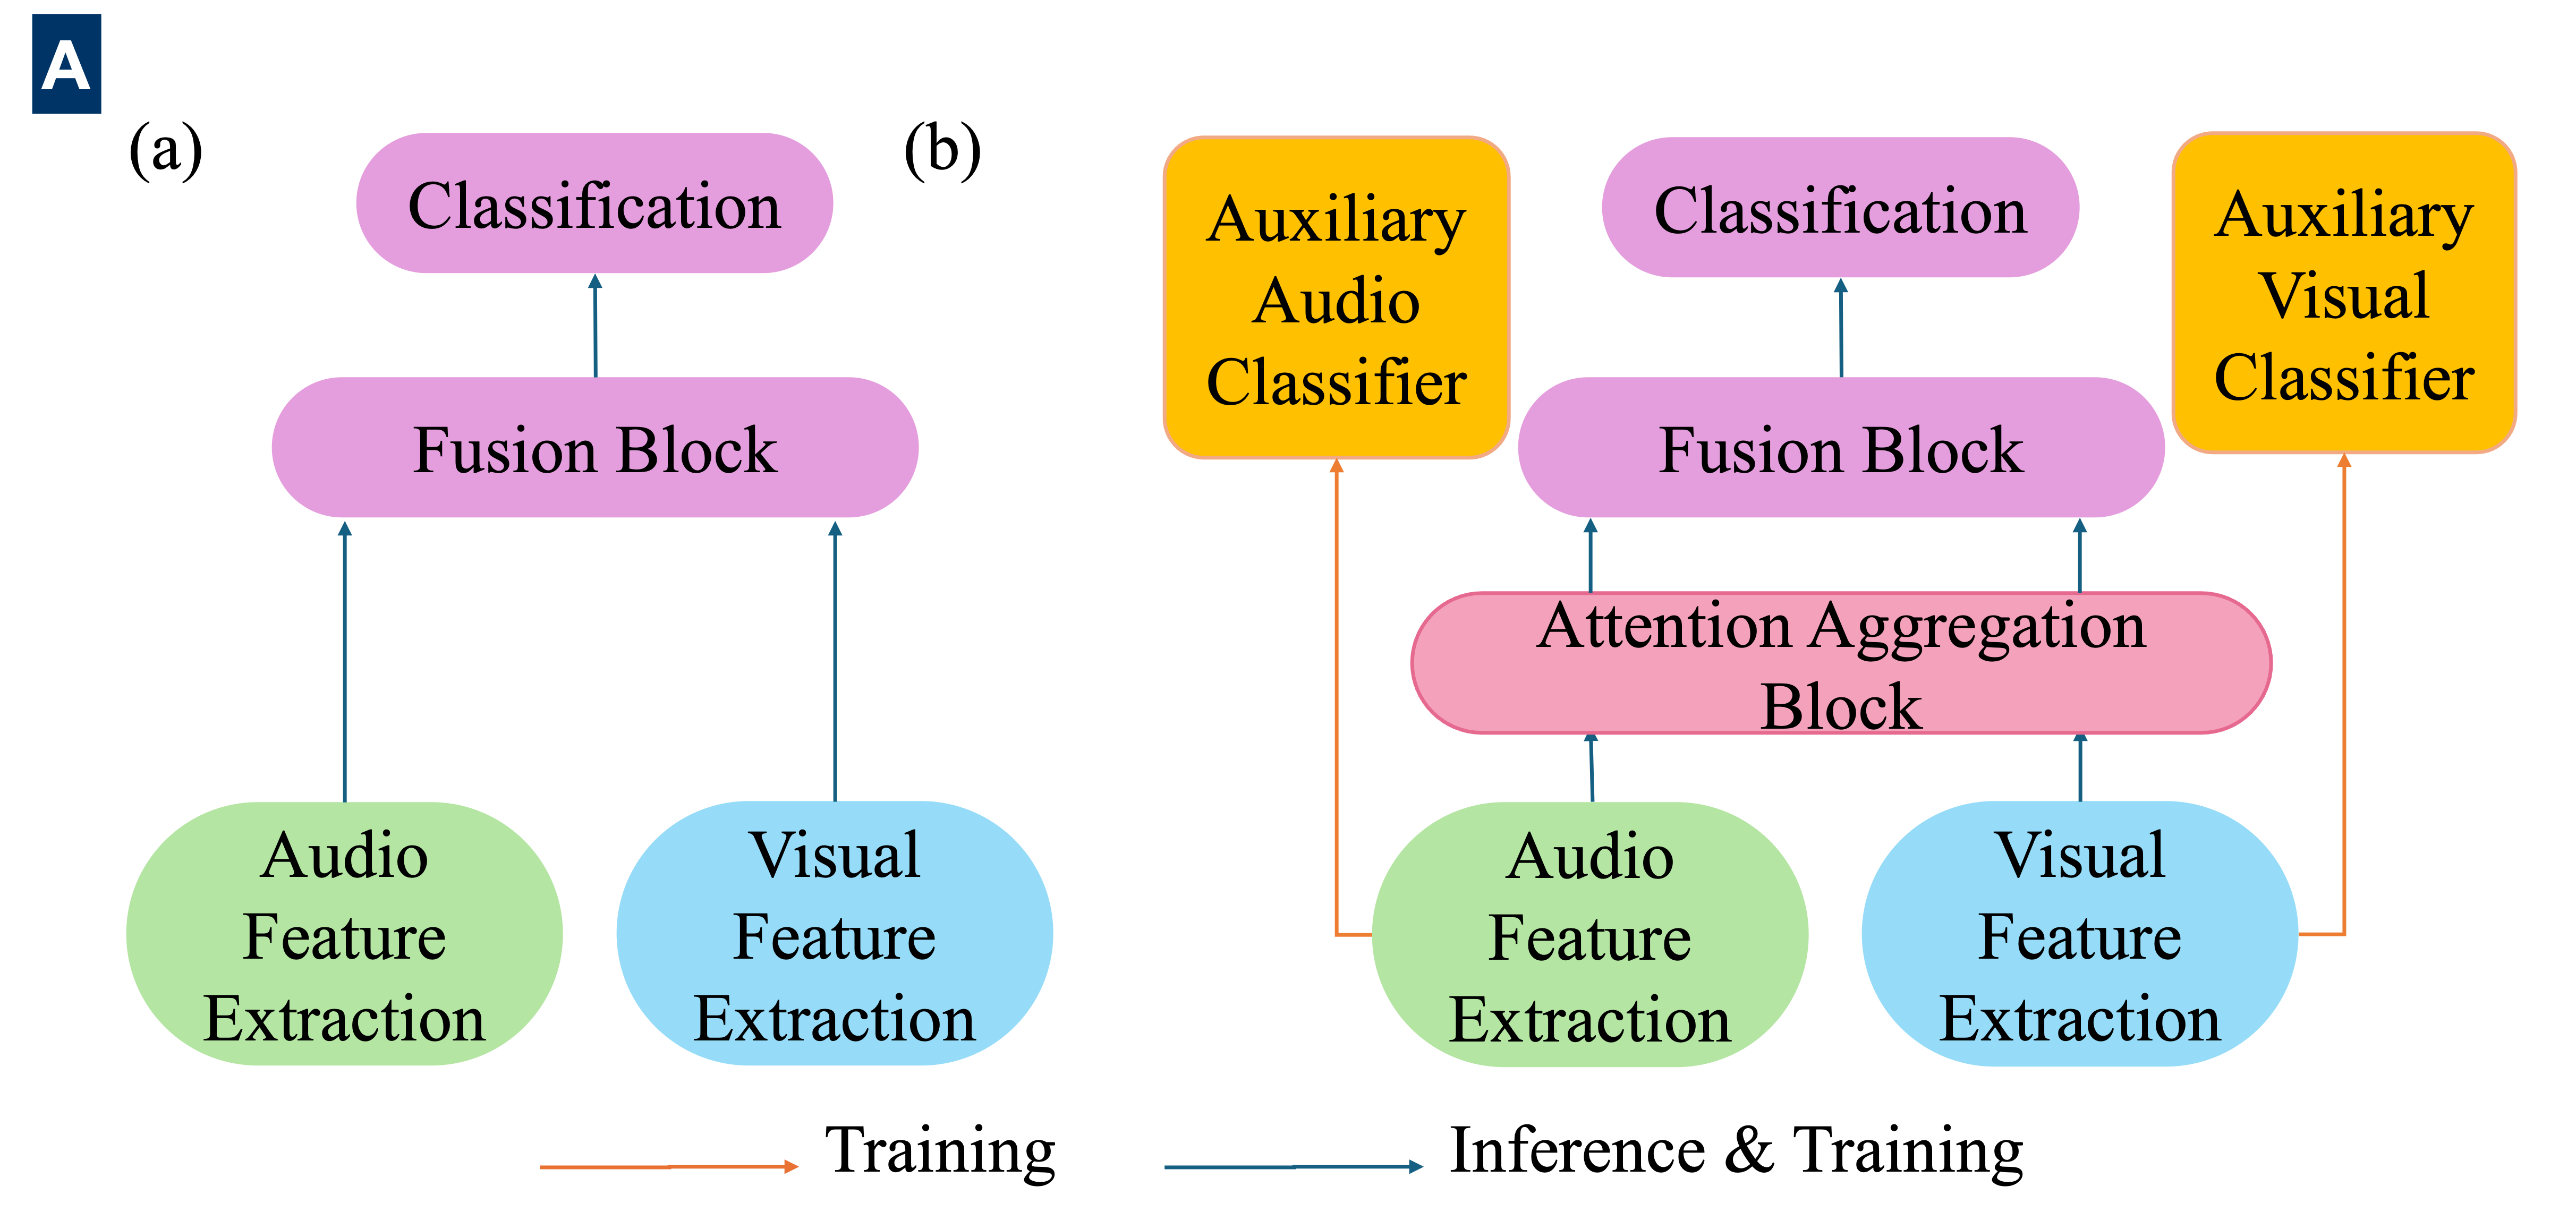 A
(a)
Classification
Fusion Block
Audio
Feature
Extraction
Visual
Feature
Extraction
(b)
Auxiliary
Audio
Classifier
Classification
Auxiliary
Visual
Classifier
Fusion Block
Attention Aggregation
Block
Audio
Feature
Extraction
Visual
Feature
Extraction
Training
Inference & Training